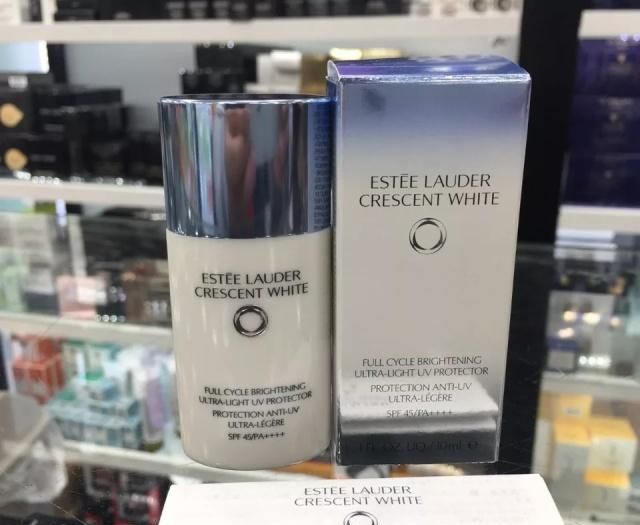 ESTĒE LAUDER
CRESCENT WHITE
FULL CYCLE BRIGHTENING
ULTRA-LIGHT UV PROTECTOR
PROTECTION ANTI-UV
ULTRA-LÉGÈRE
SPF 45/PA++++
ESTĒE LAUDER
CRESCENT WHITE
FULL CYCLE BRIGHTENING
ULTRA-LIGHT UV PROTECTOR
PROTECTION ANTI-UV
ULTRA-LÉGÈRE
SPF 45/PA++++
1 FL. OZ. LIQ./30ml ℮
ESTĒE LAUDER
CRESCENT WHITE